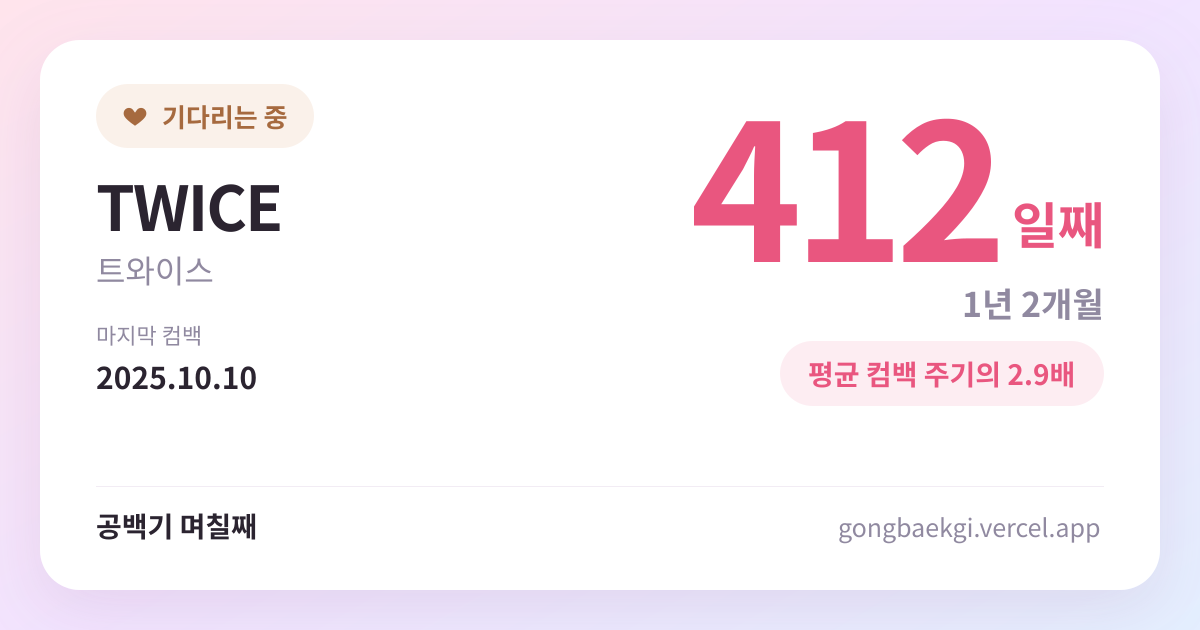 기다리는 중
TWICE
트와이스
마지막 컴백
2025.10.10
412 일째
1년 2개월
평균 컴백 주기의 2.9배
공백기 며칠째
gongbaekgi.vercel.app